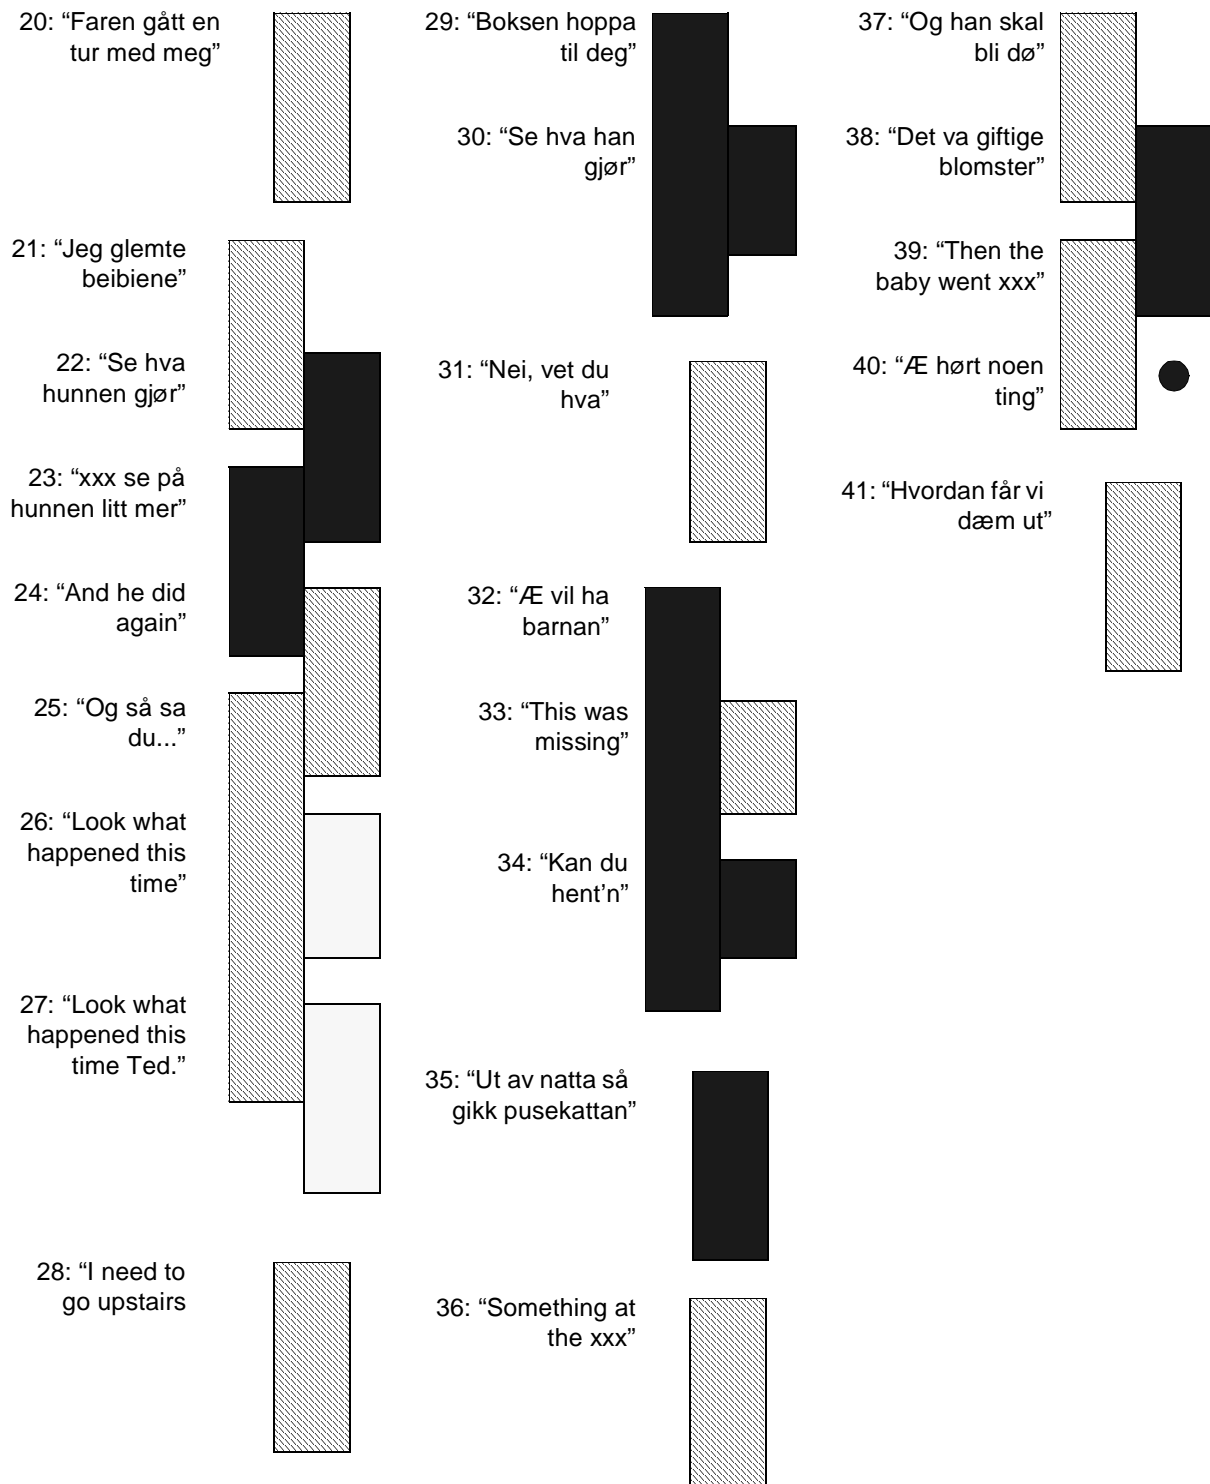 20: “Faren gått en
tur med meg”
21: “Jeg glemte
beibiene”
22: “Se hva
hunnen gjør”
23: “xxx se på
hunnen litt mer”
24: “And he did
again”
25: “Og så sa
du...”
26: “Look what
happened this
time”
27: “Look what
happened this
time Ted.”
28: “I need to
go upstairs
29: “Boksen hoppa
til deg”
30: “Se hva han
gjør”
31: “Nei, vet du
hva”
32: “Æ vil ha
barnan”
33: “This was
missing”
34: “Kan du
hent’n”
35: “Ut av natta så
gikk pusekattan”
36: “Something at
the xxx”
37: “Og han skal
bli dø”
38: “Det va giftige
blomster”
39: “Then the
baby went xxx”
40: “Æ hørt noen
ting”
41: “Hvordan får vi
dæm ut”